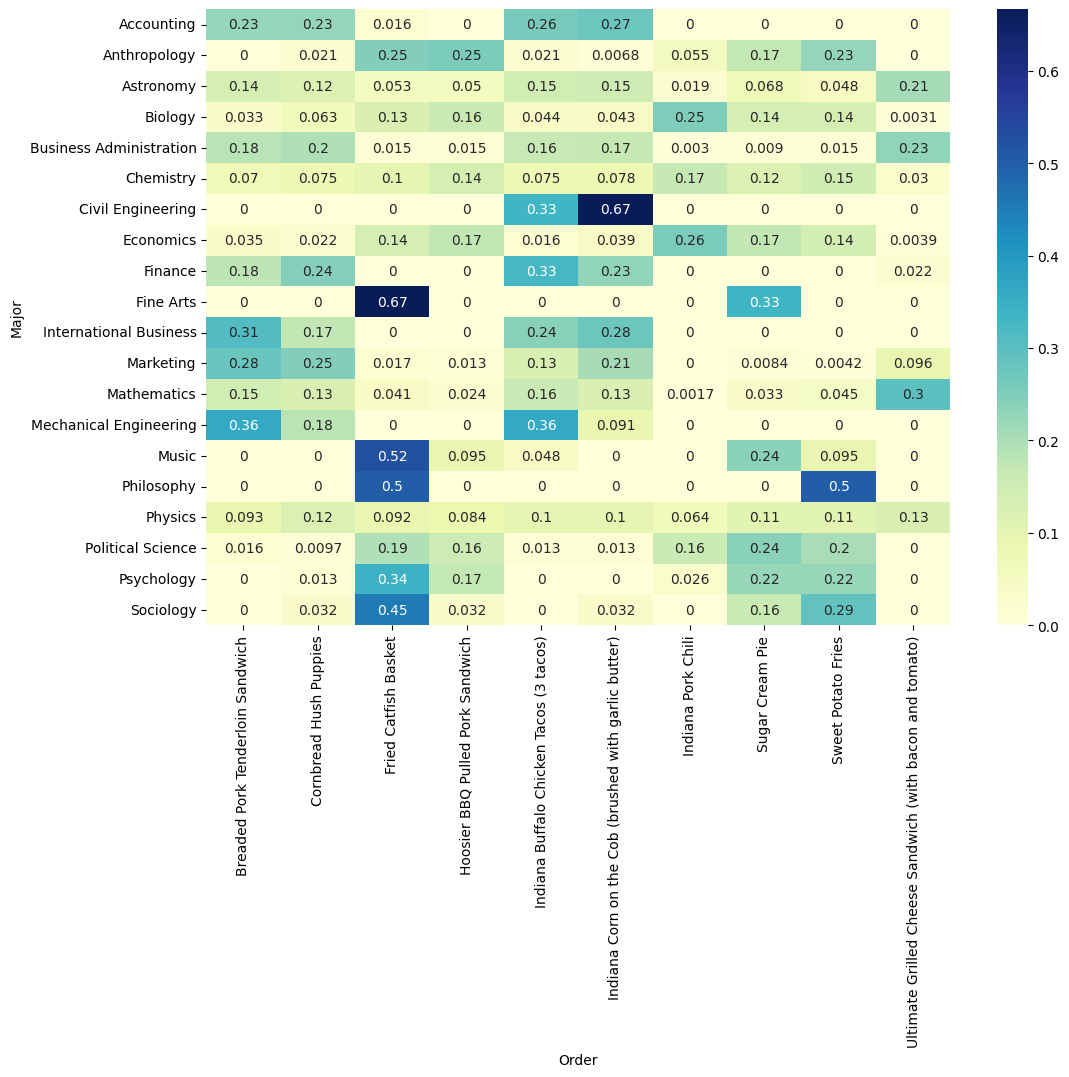 Major
Accounting 0.23 0.23 0.016 0 0.26 0.27 0 0 0 0
Anthropology 0 0.021 0.25 0.25 0.021 0.0068 0.055 0.17 0.23 0
Astronomy 0.14 0.12 0.053 0.05 0.15 0.15 0.019 0.068 0.048 0.21
Biology 0.033 0.063 0.13 0.16 0.044 0.043 0.25 0.14 0.14 0.0031
Business Administration 0.18 0.2 0.015 0.015 0.16 0.17 0.003 0.009 0.015 0.23
Chemistry 0.07 0.075 0.1 0.14 0.075 0.078 0.17 0.12 0.15 0.03
Civil Engineering 0 0 0 0 0.33 0.67 0 0 0 0
Economics 0.035 0.022 0.14 0.17 0.016 0.039 0.26 0.17 0.14 0.0039
Finance 0.18 0.24 0 0 0.33 0.23 0 0 0 0.022
Fine Arts 0 0 0.67 0 0 0 0 0.33 0 0
International Business 0.31 0.17 0 0 0.24 0.28 0 0 0 0
Marketing 0.28 0.25 0.017 0.013 0.13 0.21 0 0.0084 0.0042 0.096
Mathematics 0.15 0.13 0.041 0.024 0.16 0.13 0.0017 0.033 0.045 0.3
Mechanical Engineering 0.36 0.18 0 0 0.36 0.091 0 0 0 0
Music 0 0 0.52 0.095 0.048 0 0 0.24 0.095 0
Philosophy 0 0 0.5 0 0 0 0 0 0.5 0
Physics 0.093 0.12 0.092 0.084 0.1 0.1 0.064 0.11 0.11 0.13
Political Science 0.016 0.0097 0.19 0.16 0.013 0.013 0.16 0.24 0.2 0
Psychology 0 0.013 0.34 0.17 0 0 0.026 0.22 0.22 0
Sociology 0 0.032 0.45 0.032 0 0.032 0 0.16 0.29 0
Breaded Pork Tenderloin Sandwich
Cornbread Hush Puppies
Fried Catfish Basket
Hoosier BBQ Pulled Pork Sandwich
Indiana Buffalo Chicken Tacos (3 tacos)
Indiana Corn on the Cob (brushed with garlic butter)
Indiana Pork Chili
Sugar Cream Pie
Sweet Potato Fries
Ultimate Grilled Cheese Sandwich (with bacon and tomato)
Order
0.6
0.5
0.4
0.3
0.2
0.1
0.0